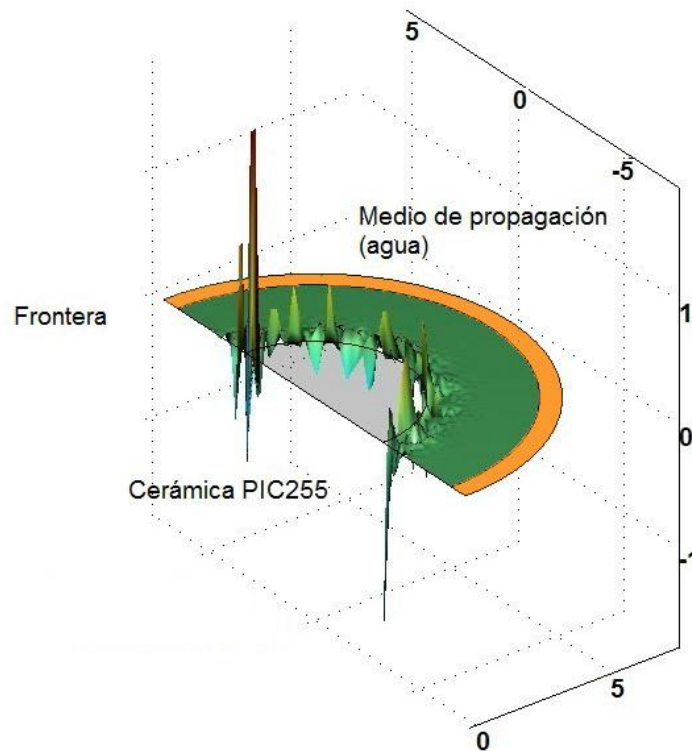 5
0
-5
Medio de propagación
(agua)
Frontera
1
0
Cerámica PIC255
-1
5
0